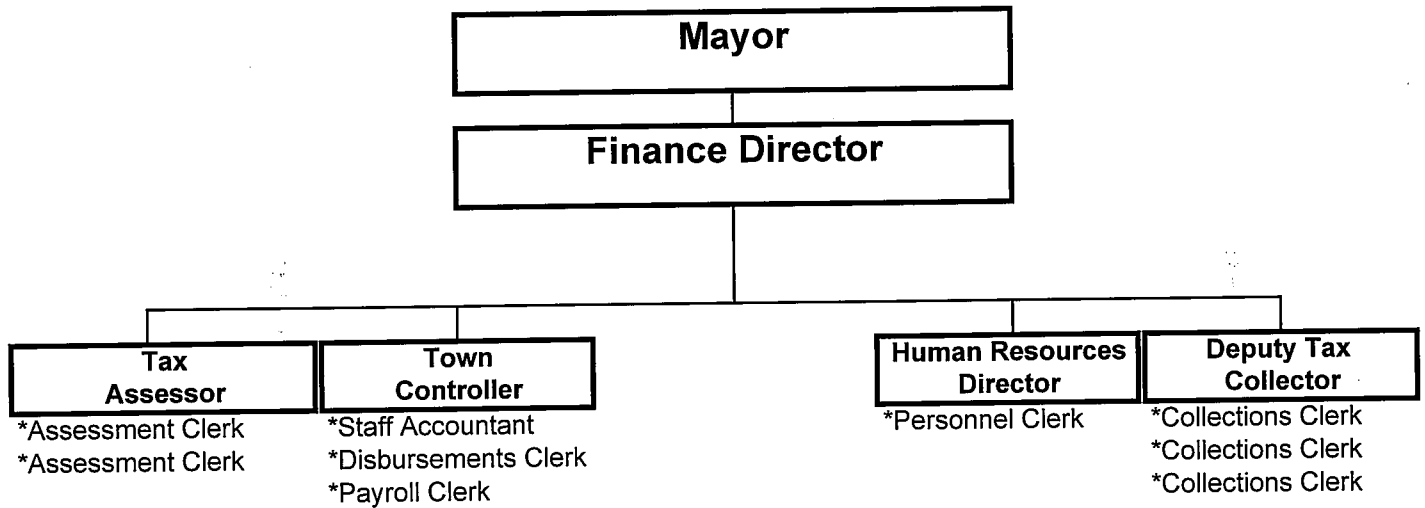 Mayor
Finance Director
Tax
Assessor
*Assessment Clerk
*Assessment Clerk
Town
Controller
*Staff Accountant
*Disbursements Clerk
*Payroll Clerk
Human Resources
Director
*Personnel Clerk
Deputy Tax
Collector
*Collections Clerk
*Collections Clerk
*Collections Clerk